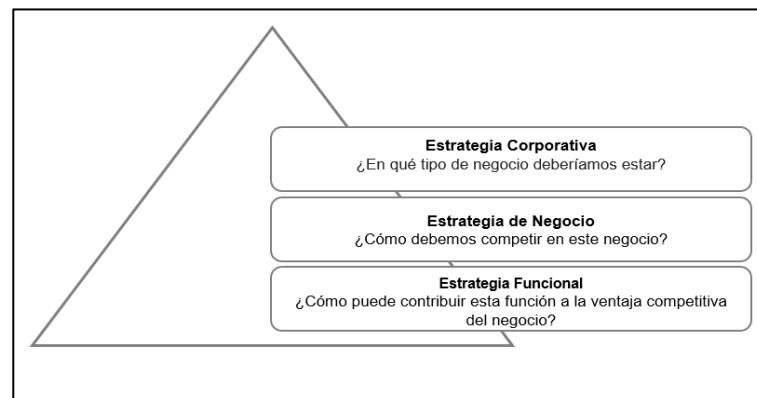 Estrategia Corporativa
¿En qué tipo de negocio deberíamos estar?
Estrategia de Negocio
¿Cómo debemos competir en este negocio?
Estrategia Funcional
¿Cómo puede contribuir esta función a la ventaja competitiva
del negocio?